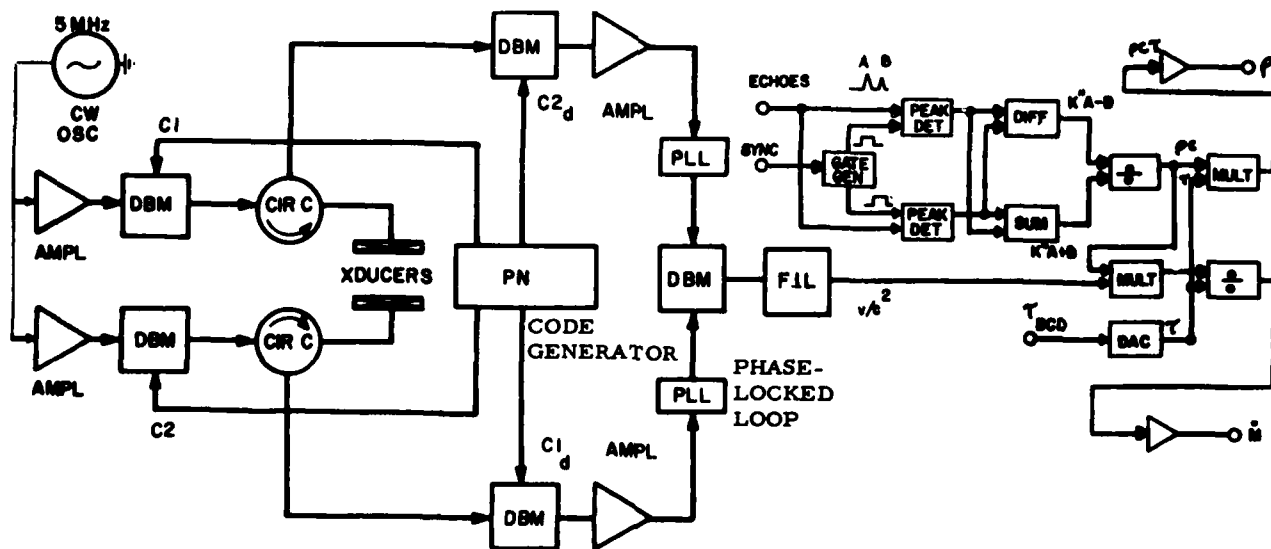 5 MHz
CW
OSC
C1
AMPL
DBM
CIR C
XDUCERS
AMPL
DBM
CIR C
C2
DBM
C2d
AMPL
PLL
PN
CODE
GENERATOR
DBM
FIL
v/c²
PHASE-
LOCKED
LOOP
PLL
C1d
DBM
AMPL
ECHOES
A B
SYNC
GATE
GEN
PEAK
DET
PEAK
DET
DIFF
K"A-B
SUM
K"A+B
ρc
τ
MULT
MULT
τ BCD
DAC
τ
ρcτ
ρ
Ṁ